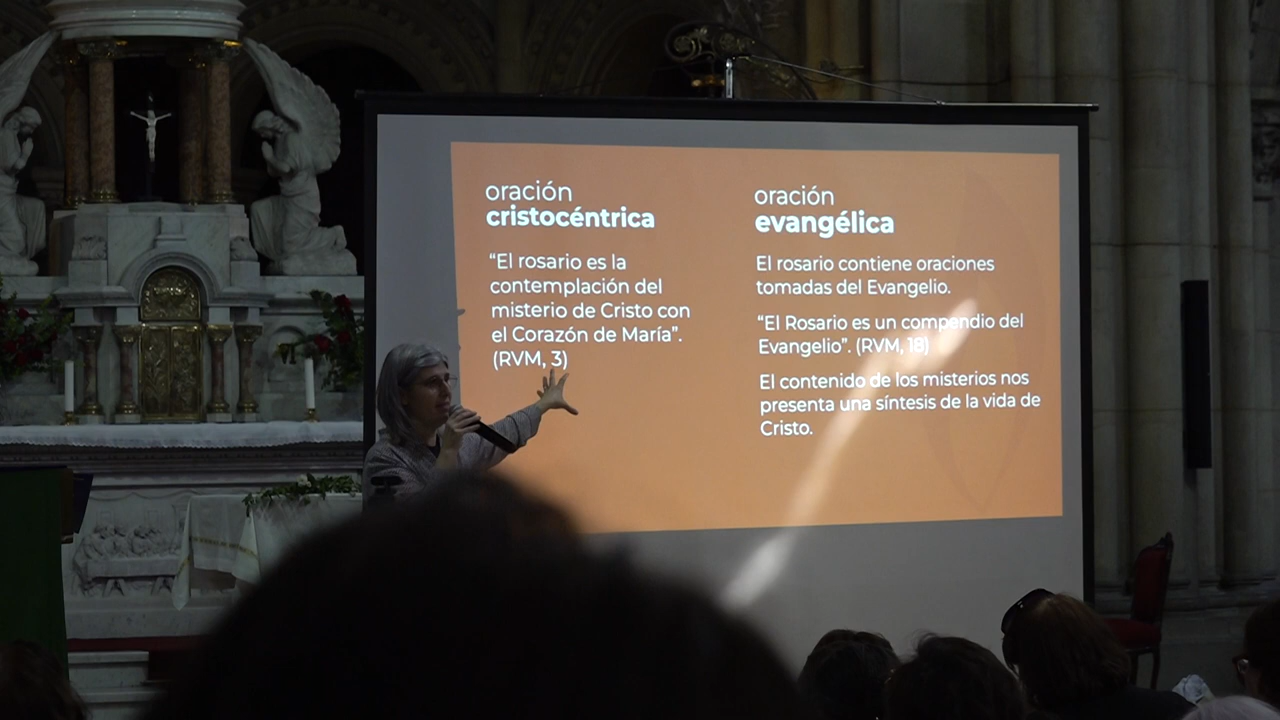 oración
cristocéntrica
“El rosario es la
contemplación del
misterio de Cristo con
el Corazón de María”.
(RVM, 3)
oración
evangélica
El rosario contiene oraciones
tomadas del Evangelio.
“El Rosario es un compendio del
Evangelio”. (RVM, 18)
El contenido de los misterios nos
presenta una síntesis de la vida de
Cristo.